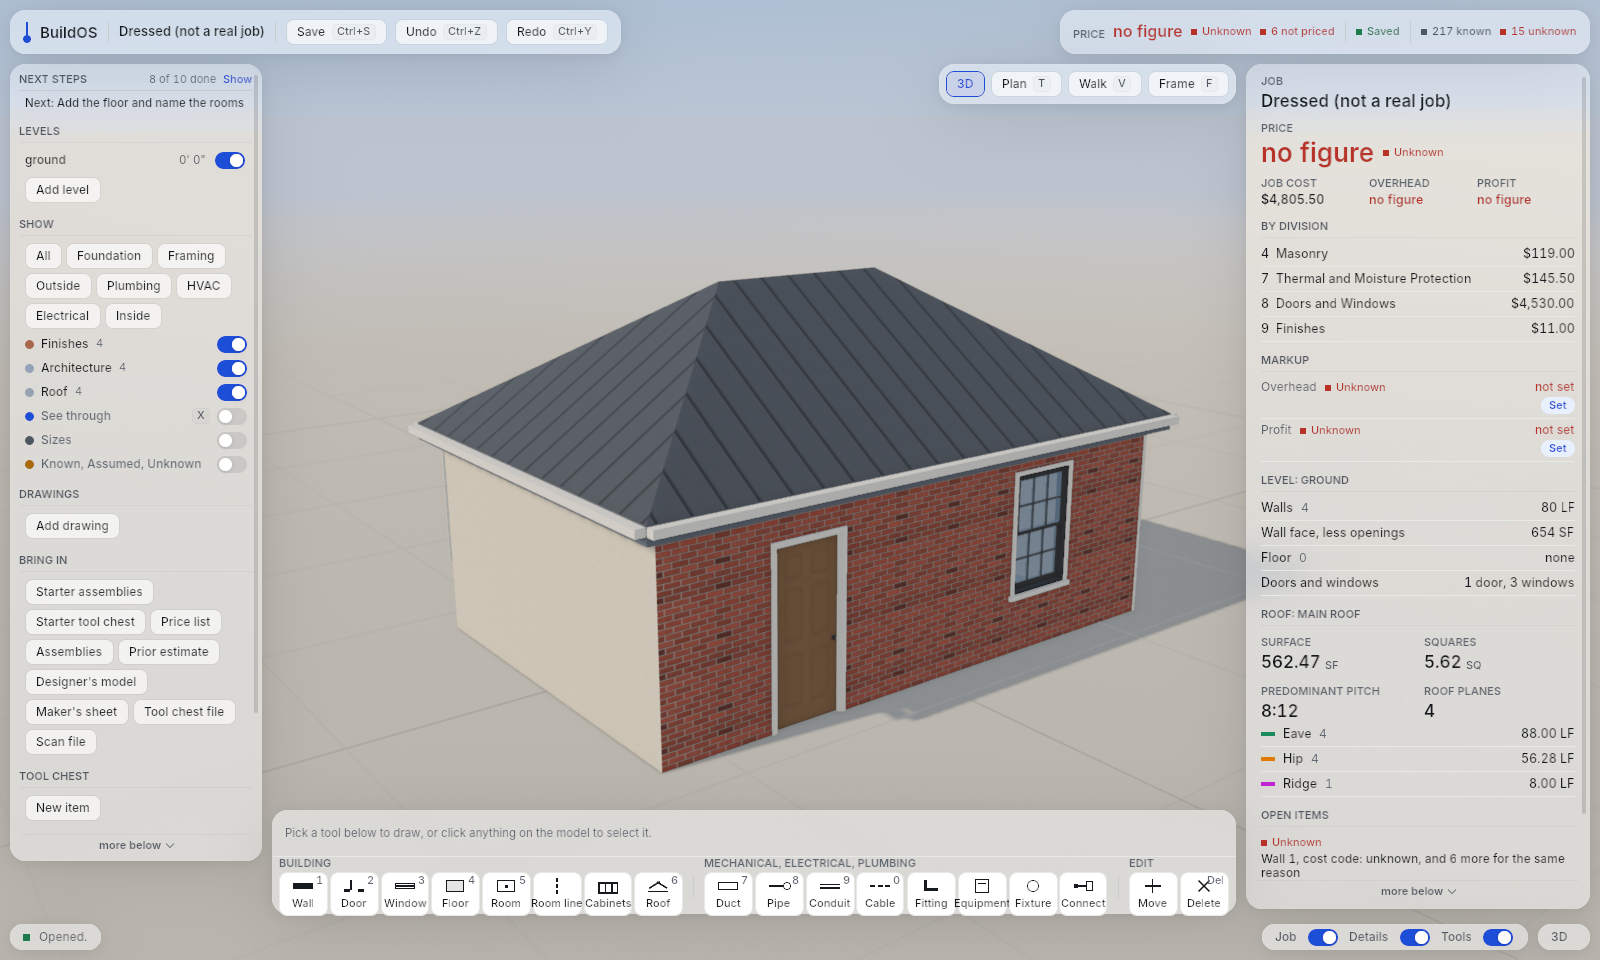 BuildOS
Dressed (not a real job)
Save Ctrl+S
Undo Ctrl+Z
Redo Ctrl+Y
PRICE no figure Unknown 6 not priced Saved 217 known 15 unknown
NEXT STEPS 8 of 10 done Show
Next: Add the floor and name the rooms
LEVELS
ground 0' 0"
Add level
SHOW
All Foundation Framing
Outside Plumbing HVAC
Electrical Inside
Finishes 4
Architecture 4
Roof 4
See through X
Sizes
Known, Assumed, Unknown
DRAWINGS
Add drawing
BRING IN
Starter assemblies
Starter tool chest Price list
Assemblies Prior estimate
Designer's model
Maker's sheet Tool chest file
Scan file
TOOL CHEST
New item
more below
Opened.
3D Plan T Walk V Frame F
Pick a tool below to draw, or click anything on the model to select it.
BUILDING
Wall 1 Door 2 Window 3 Floor 4 Room 5 Room line Cabinets Roof 6
MECHANICAL, ELECTRICAL, PLUMBING
Duct 7 Pipe 8 Conduit 9 Cable 0 Fitting Equipment Fixture Connect
EDIT
Move Delete Del
JOB
Dressed (not a real job)
PRICE
no figure Unknown
JOB COST OVERHEAD PROFIT
$4,805.50 no figure no figure
BY DIVISION
4 Masonry $119.00
7 Thermal and Moisture Protection $145.50
8 Doors and Windows $4,530.00
9 Finishes $11.00
MARKUP
Overhead Unknown not set
Set
Profit Unknown not set
Set
LEVEL: GROUND
Walls 4 80 LF
Wall face, less openings 654 SF
Floor 0 none
Doors and windows 1 door, 3 windows
ROOF: MAIN ROOF
SURFACE SQUARES
562.47 SF 5.62 SQ
PREDOMINANT PITCH ROOF PLANES
8:12 4
Eave 4 88.00 LF
Hip 4 56.28 LF
Ridge 1 8.00 LF
OPEN ITEMS
Unknown
Wall 1, cost code: unknown, and 6 more for the same
reason
more below
Job Details Tools 3D